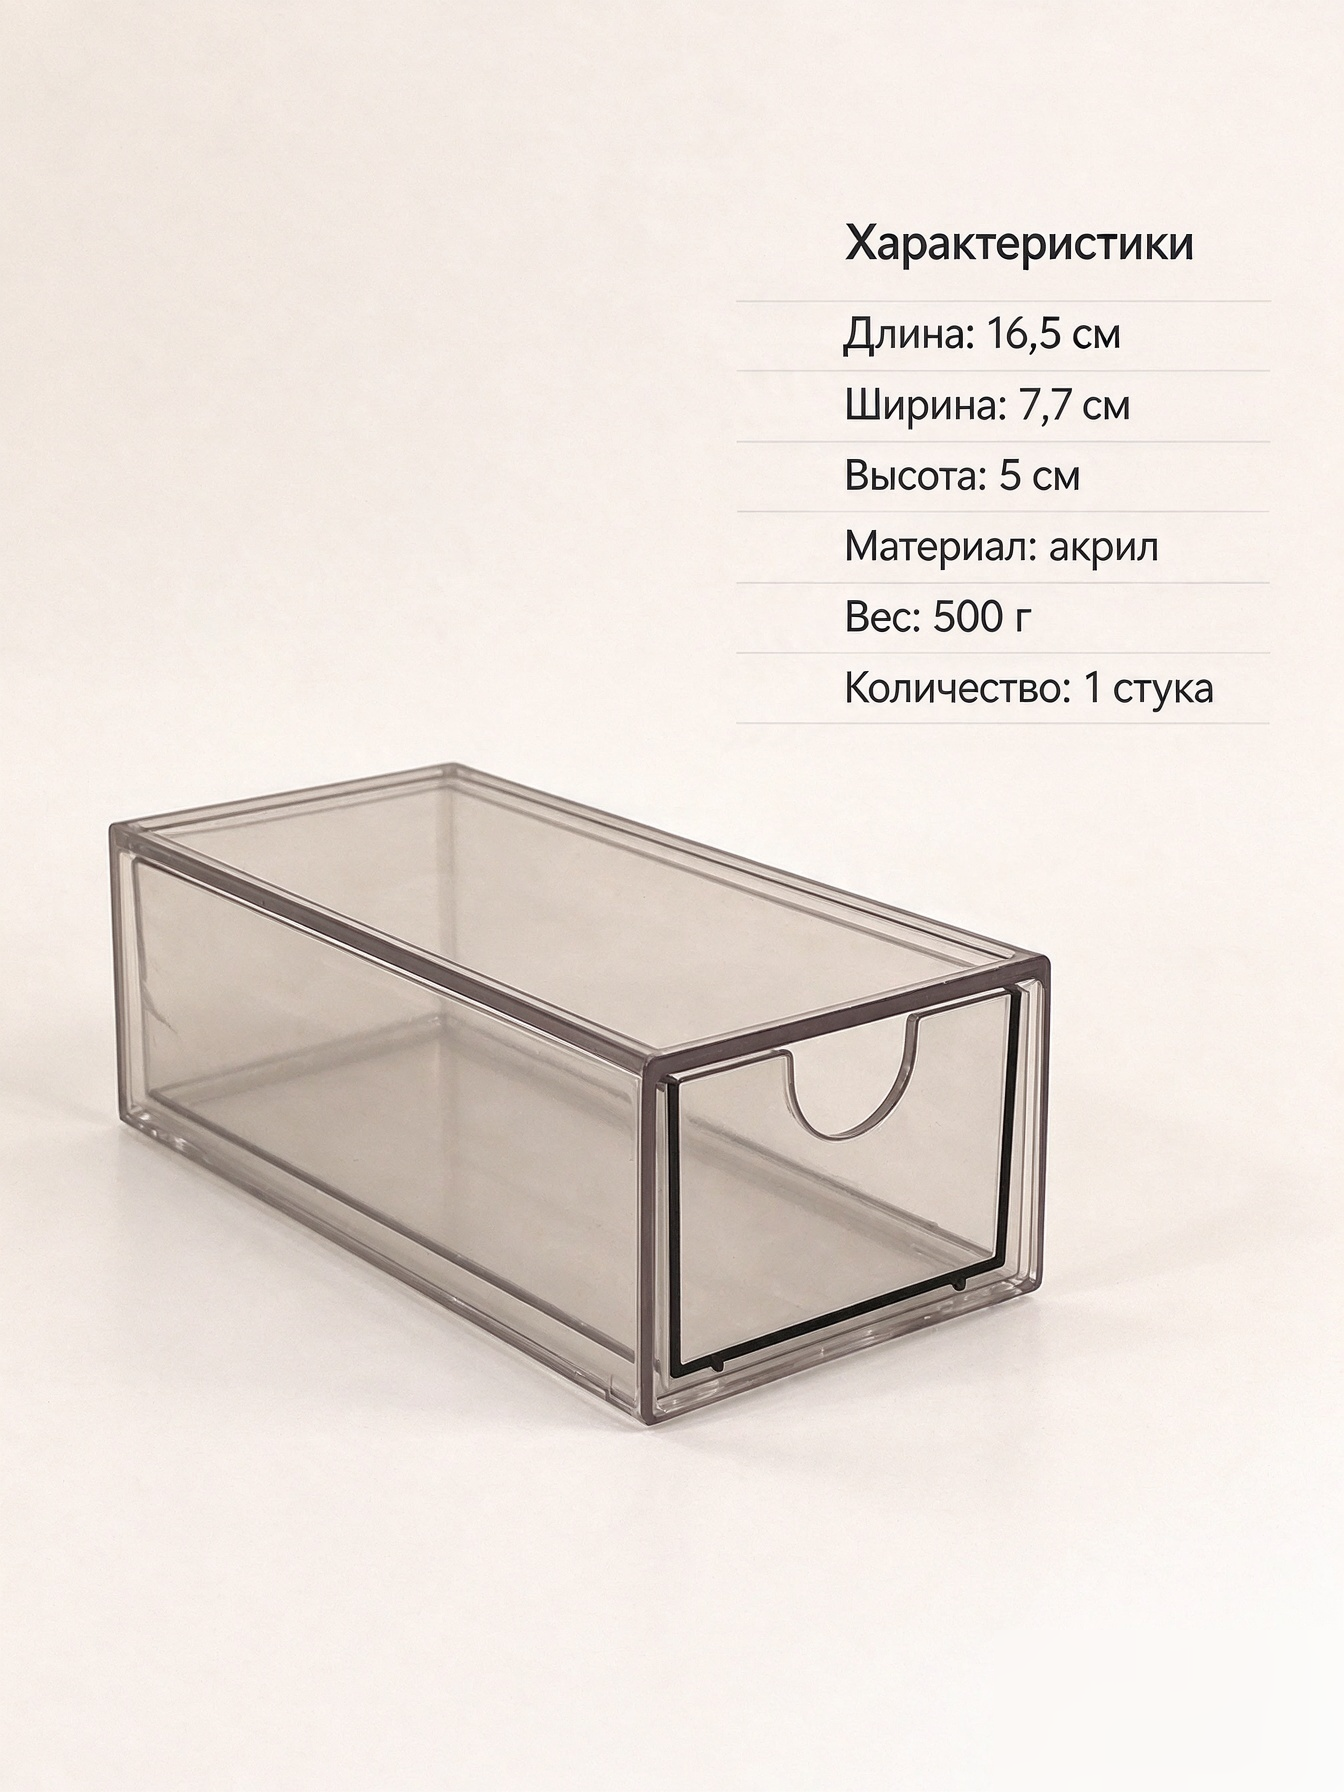 Характеристики
Длина: 16,5 см
Ширина: 7,7 см
Высота: 5 см
Материал: акрил
Вес: 500 г
Количество: 1 стука